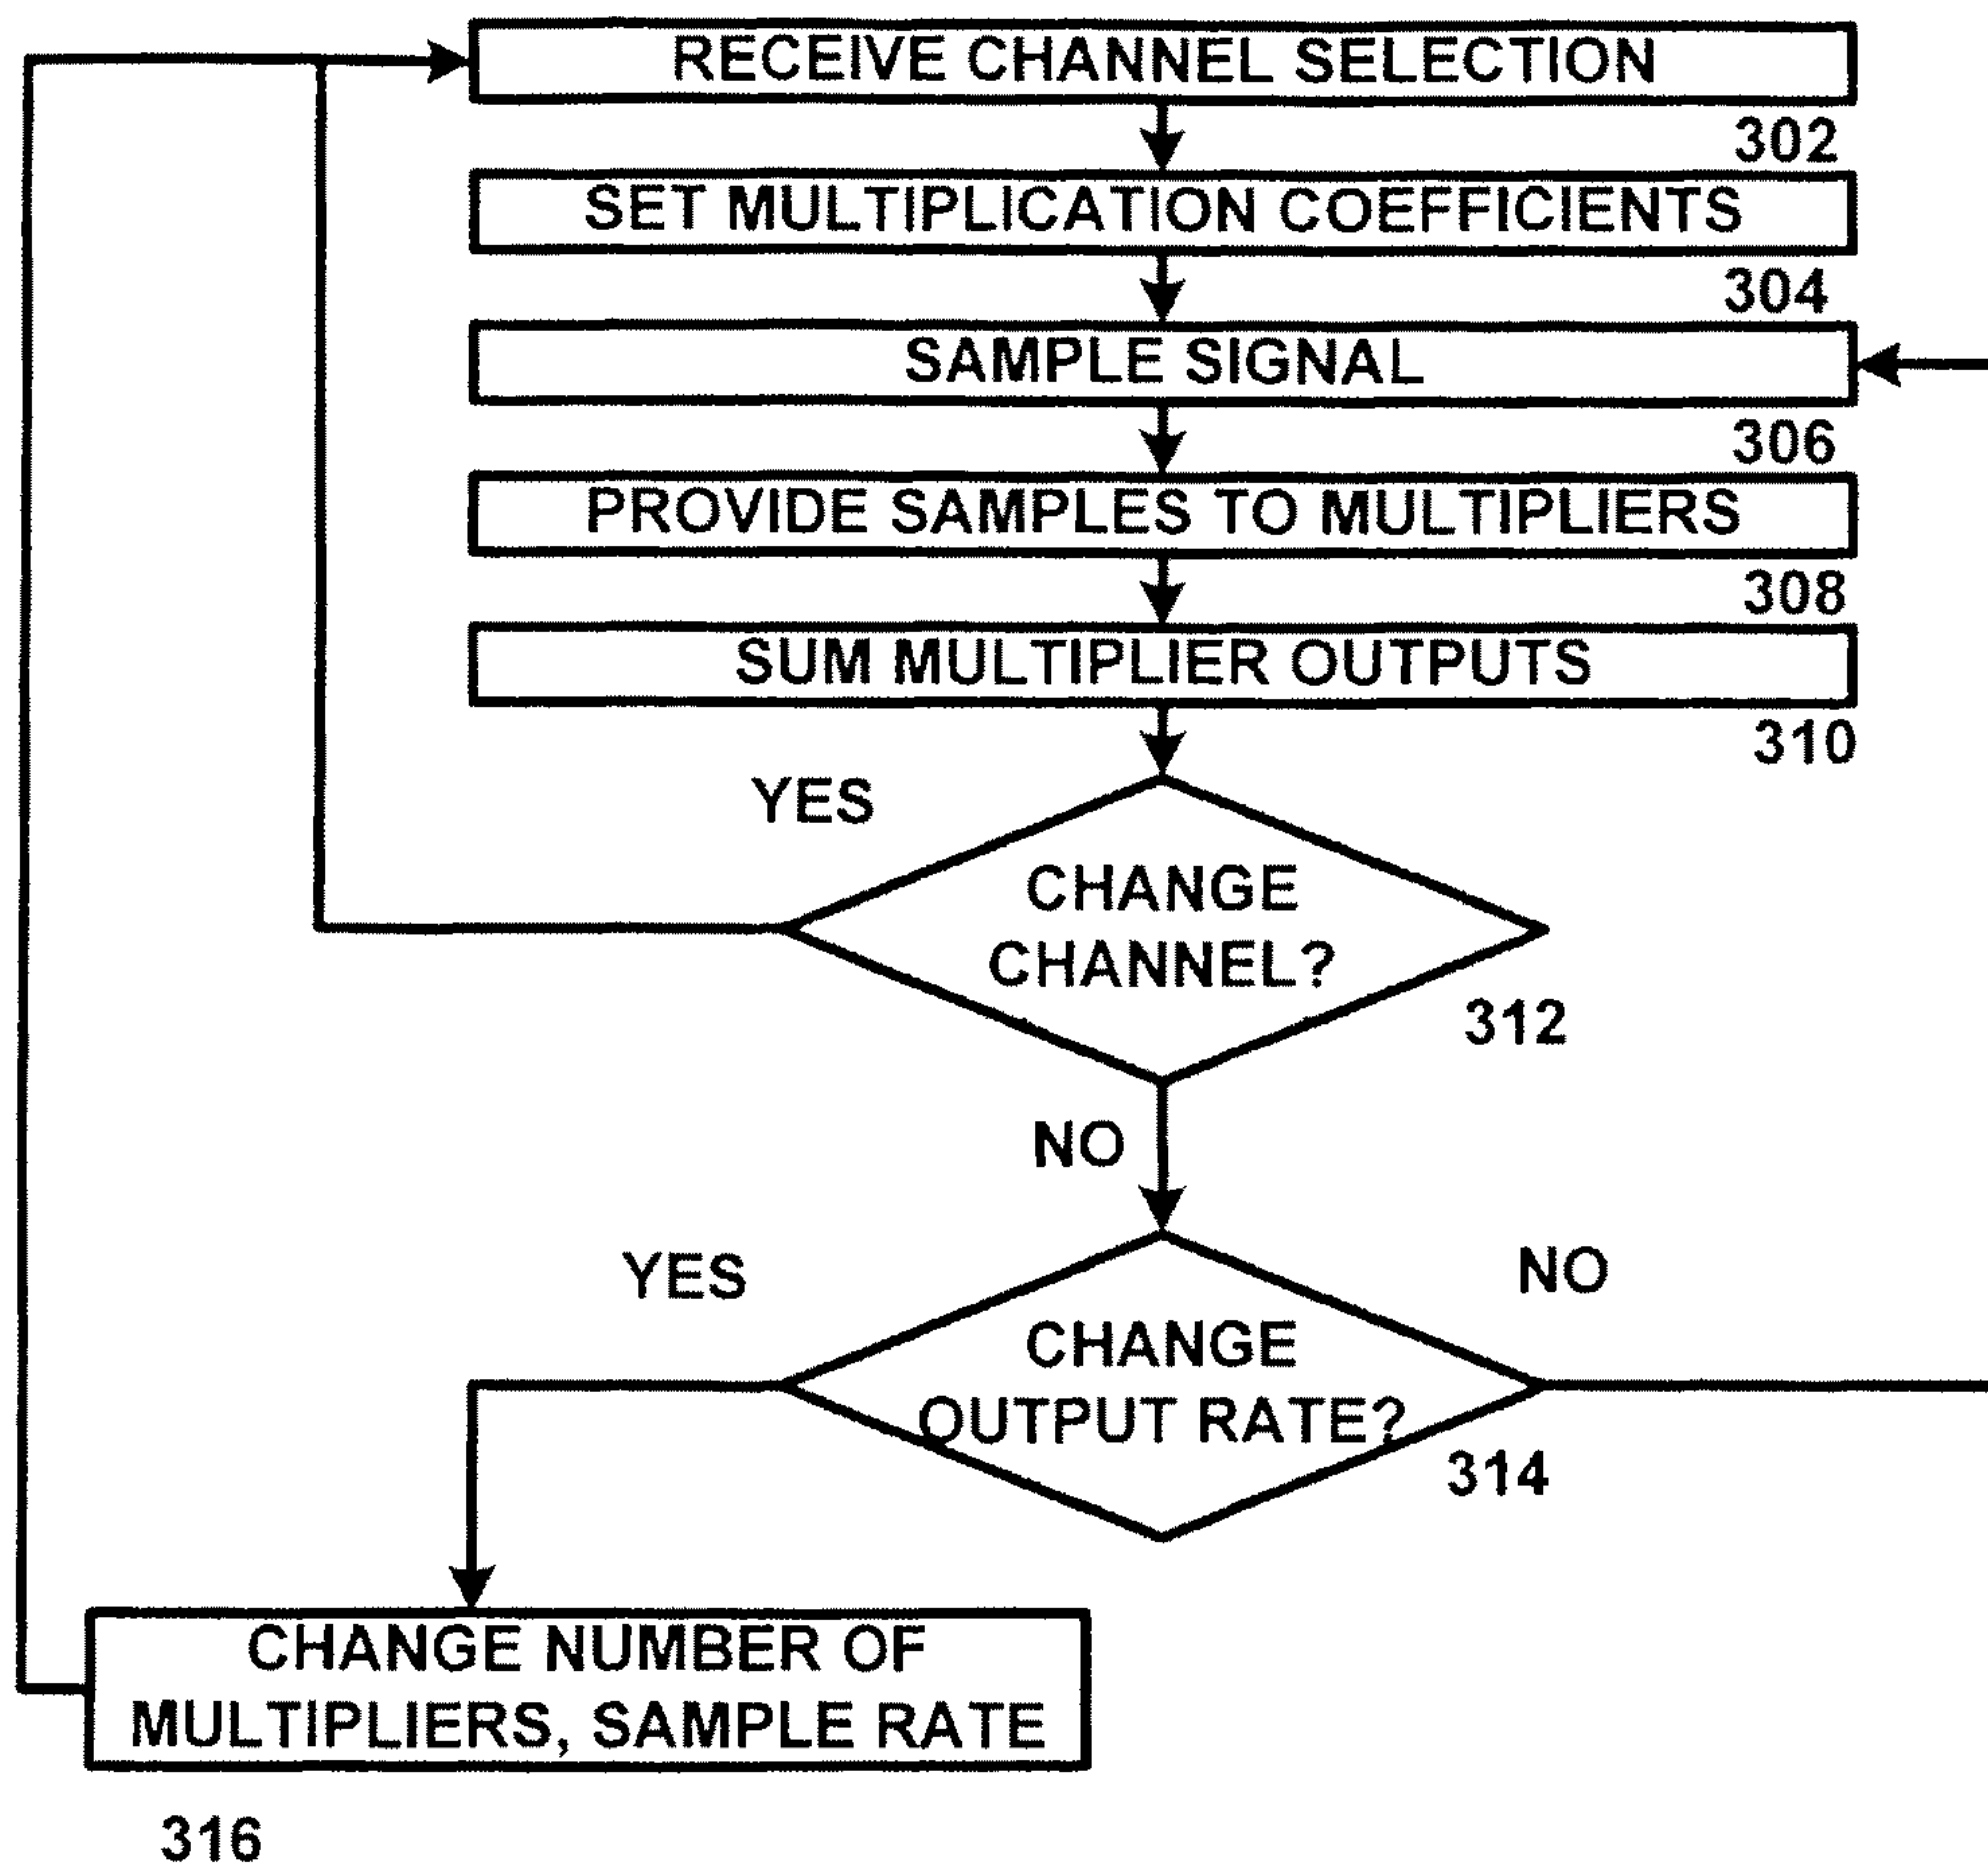 RECEIVE CHANNEL SELECTION
302
SET MULTIPLICATION COEFFICIENTS
304
SAMPLE SIGNAL
306
PROVIDE SAMPLES TO MULTIPLIERS
308
SUM MULTIPLIER OUTPUTS
310
YES
CHANGE
CHANNEL?
312
NO
YES
NO
CHANGE
OUTPUT RATE?
314
CHANGE NUMBER OF
MULTIPLIERS, SAMPLE RATE
316